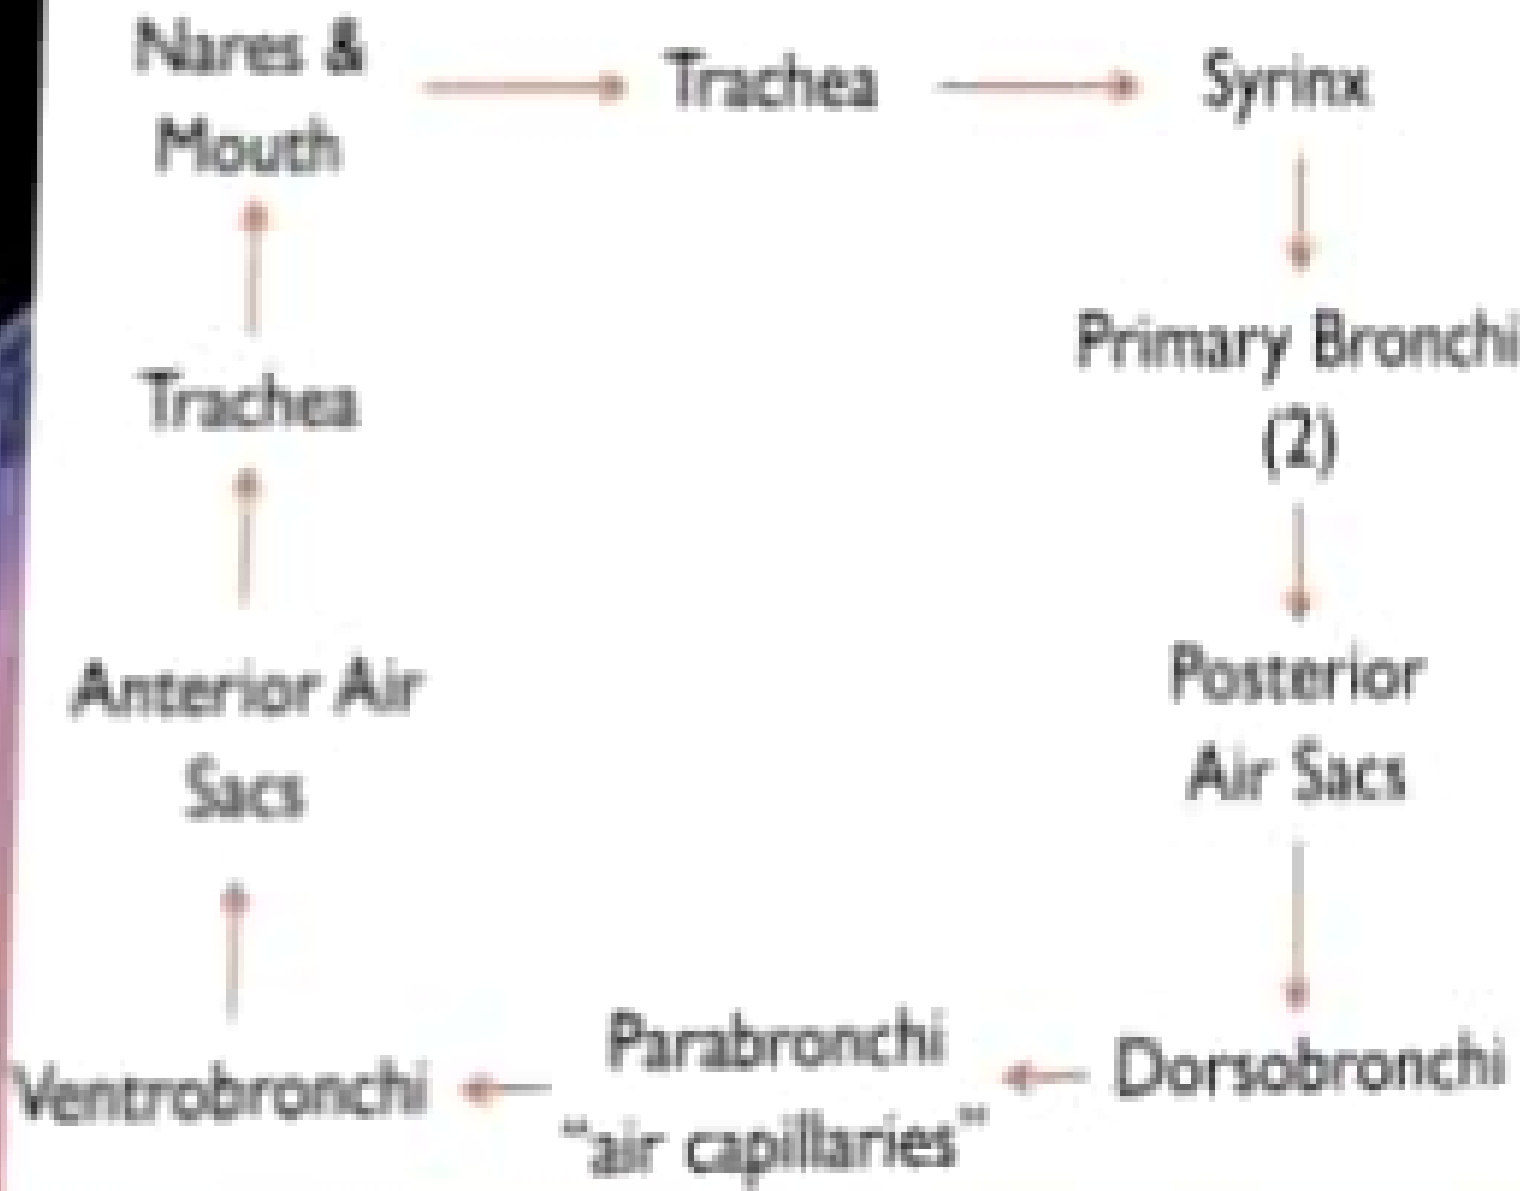 Nares &
Mouth
Trachea
Syrinx
Primary Bronchi
(2)
Posterior
Air Sacs
Dorsobronchi
Parabronchi
"air capillaries"
Ventrobronchi
Anterior Air
Sacs
Trachea